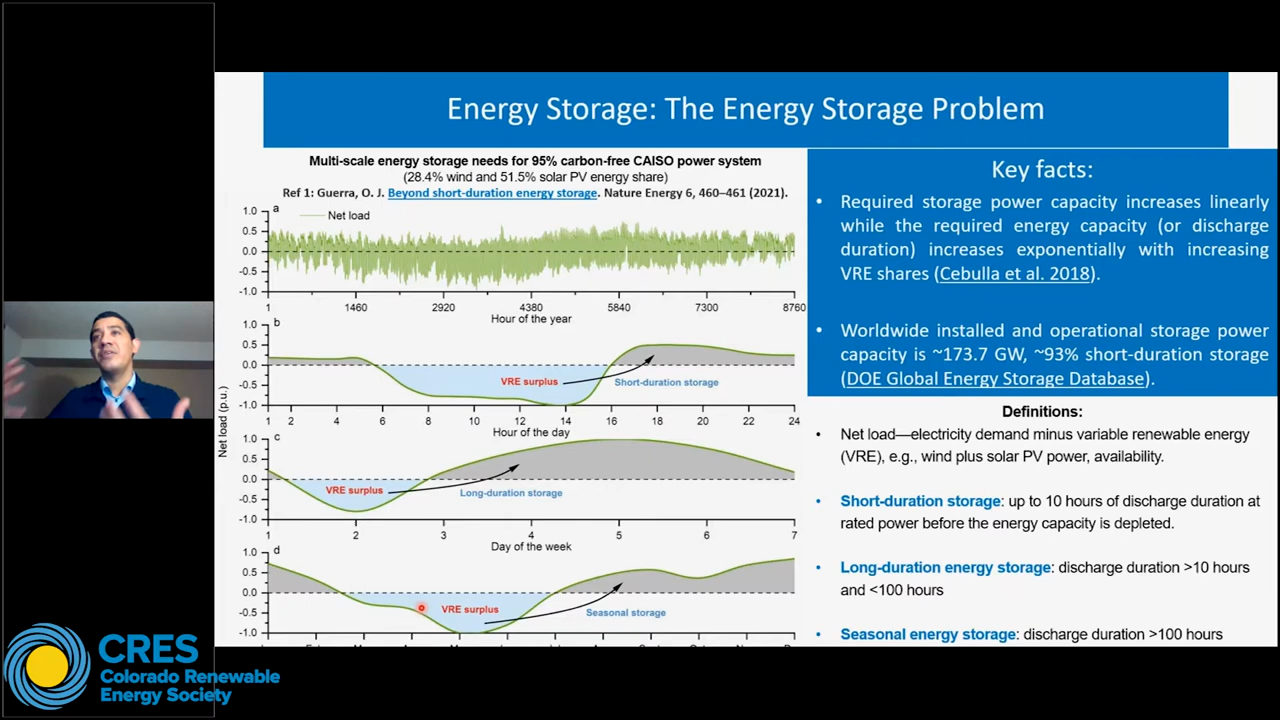 Energy Storage: The Energy Storage Problem
Multi-scale energy storage needs for 95% carbon-free CAISO power system
(28.4% wind and 51.5% solar PV energy share)
Ref 1: Guerra, O. J. Beyond short-duration energy storage. Nature Energy 6, 460–461 (2021).
a
Net load
1.0
0.5
0.0
-0.5
-1.0
1 1460 2920 4380 5840 7300 8760
Hour of the year
b
1.0
0.5
0.0
-0.5
-1.0
VRE surplus
Short-duration storage
1 2 4 6 8 10 12 14 16 18 20 22 24
Hour of the day
Net load (p.u.)
c
1.0
0.5
0.0
-0.5
-1.0
VRE surplus
Long-duration storage
1 2 3 4 5 6 7
Day of the week
d
1.0
0.5
0.0
-0.5
-1.0
VRE surplus
Seasonal storage
Key facts:
• Required storage power capacity increases linearly
while the required energy capacity (or discharge
duration) increases exponentially with increasing
VRE shares (Cebulla et al. 2018).
• Worldwide installed and operational storage power
capacity is ~173.7 GW, ~93% short-duration storage
(DOE Global Energy Storage Database).
Definitions:
• Net load—electricity demand minus variable renewable energy
(VRE), e.g., wind plus solar PV power, availability.
• Short-duration storage: up to 10 hours of discharge duration at
rated power before the energy capacity is depleted.
• Long-duration energy storage: discharge duration >10 hours
and <100 hours
• Seasonal energy storage: discharge duration >100 hours
CRES
Colorado Renewable
Energy Society